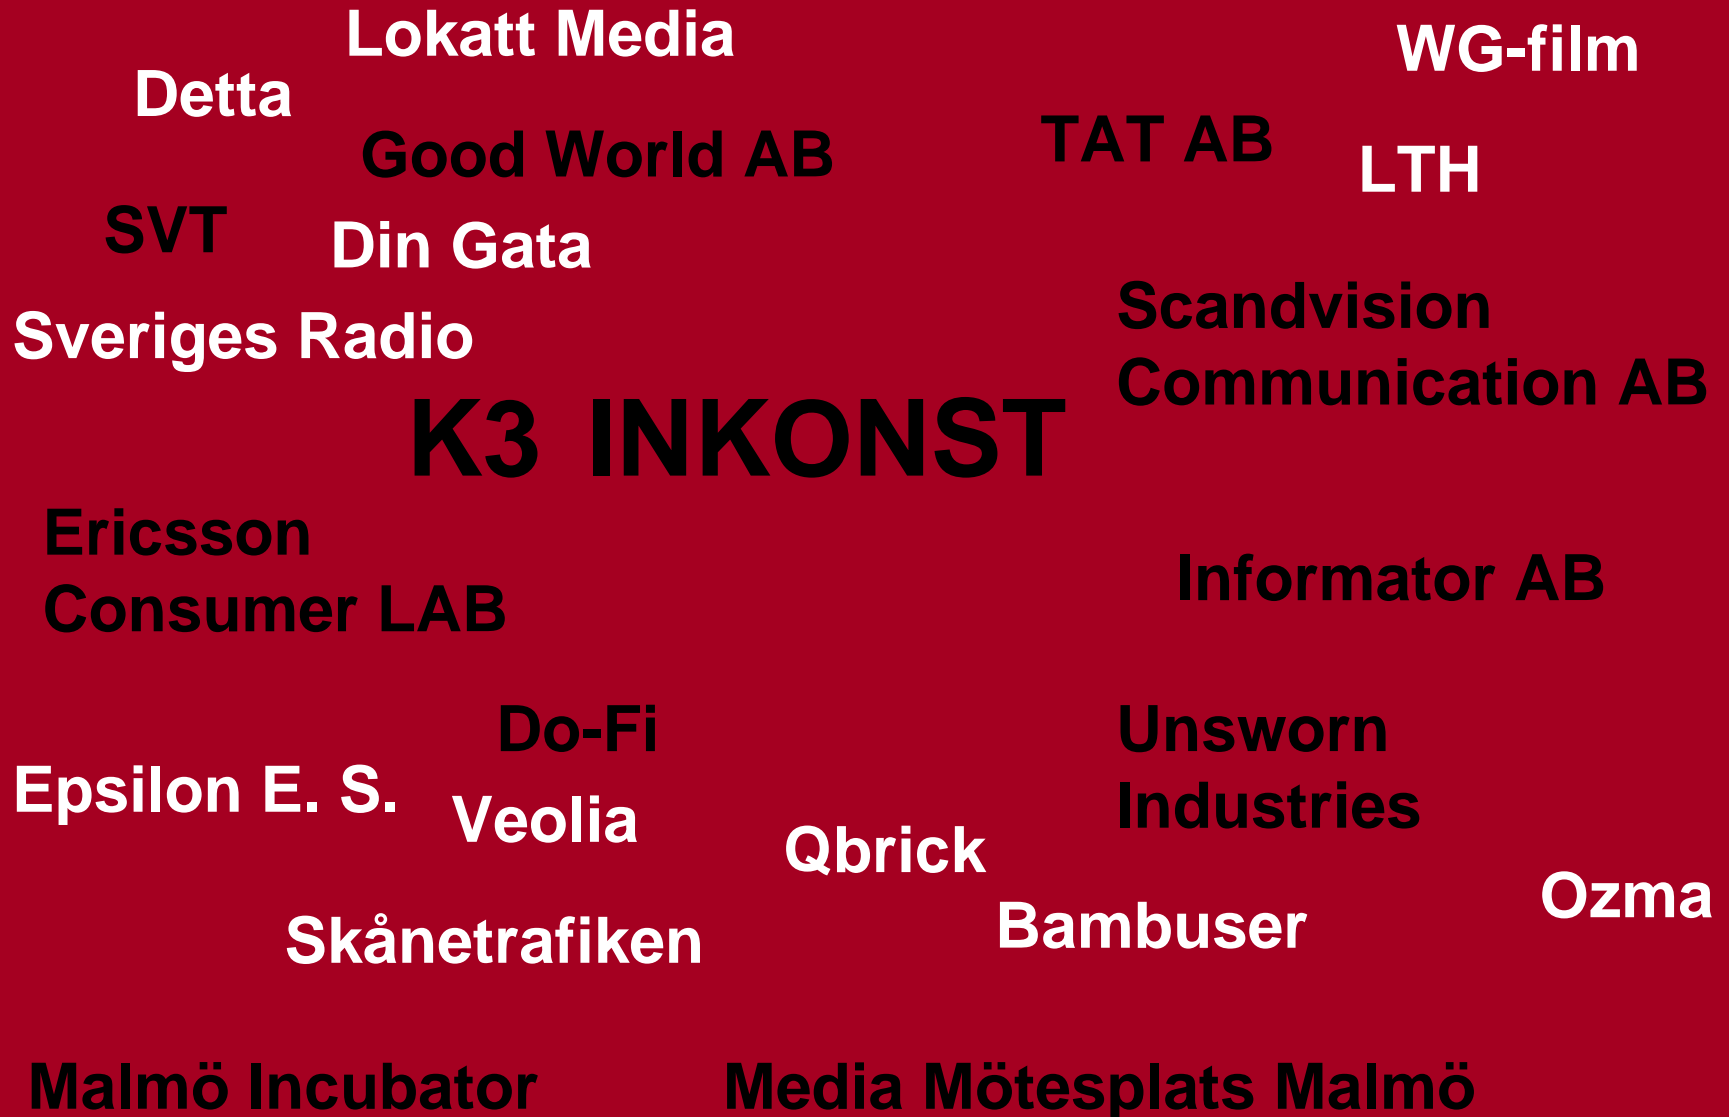 Lokatt Media
WG-film
Detta
Good World AB
TAT AB
LTH
SVT
Din Gata
Sveriges Radio
Scandvision
Communication AB
K3 INKONST
Ericsson
Consumer LAB
Informator AB
Do-Fi
Unsworn
Industries
Epsilon E. S.
Veolia
Qbrick
Ozma
Bambuser
Skånetrafiken
Malmö Incubator
Media Mötesplats Malmö